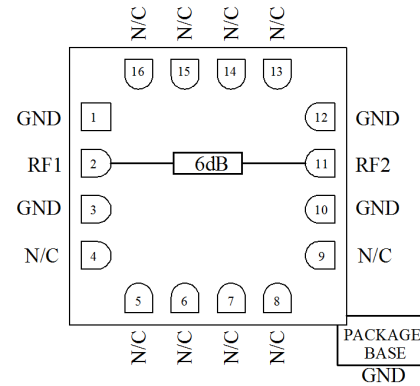 N/C N/C N/C N/C
16 15 14 13
GND 1 12 GND
RF1 2 6dB 11 RF2
GND 3 10 GND
N/C 4 9 N/C
5 6 7 8
N/C N/C N/C N/C
PACKAGE
BASE
GND